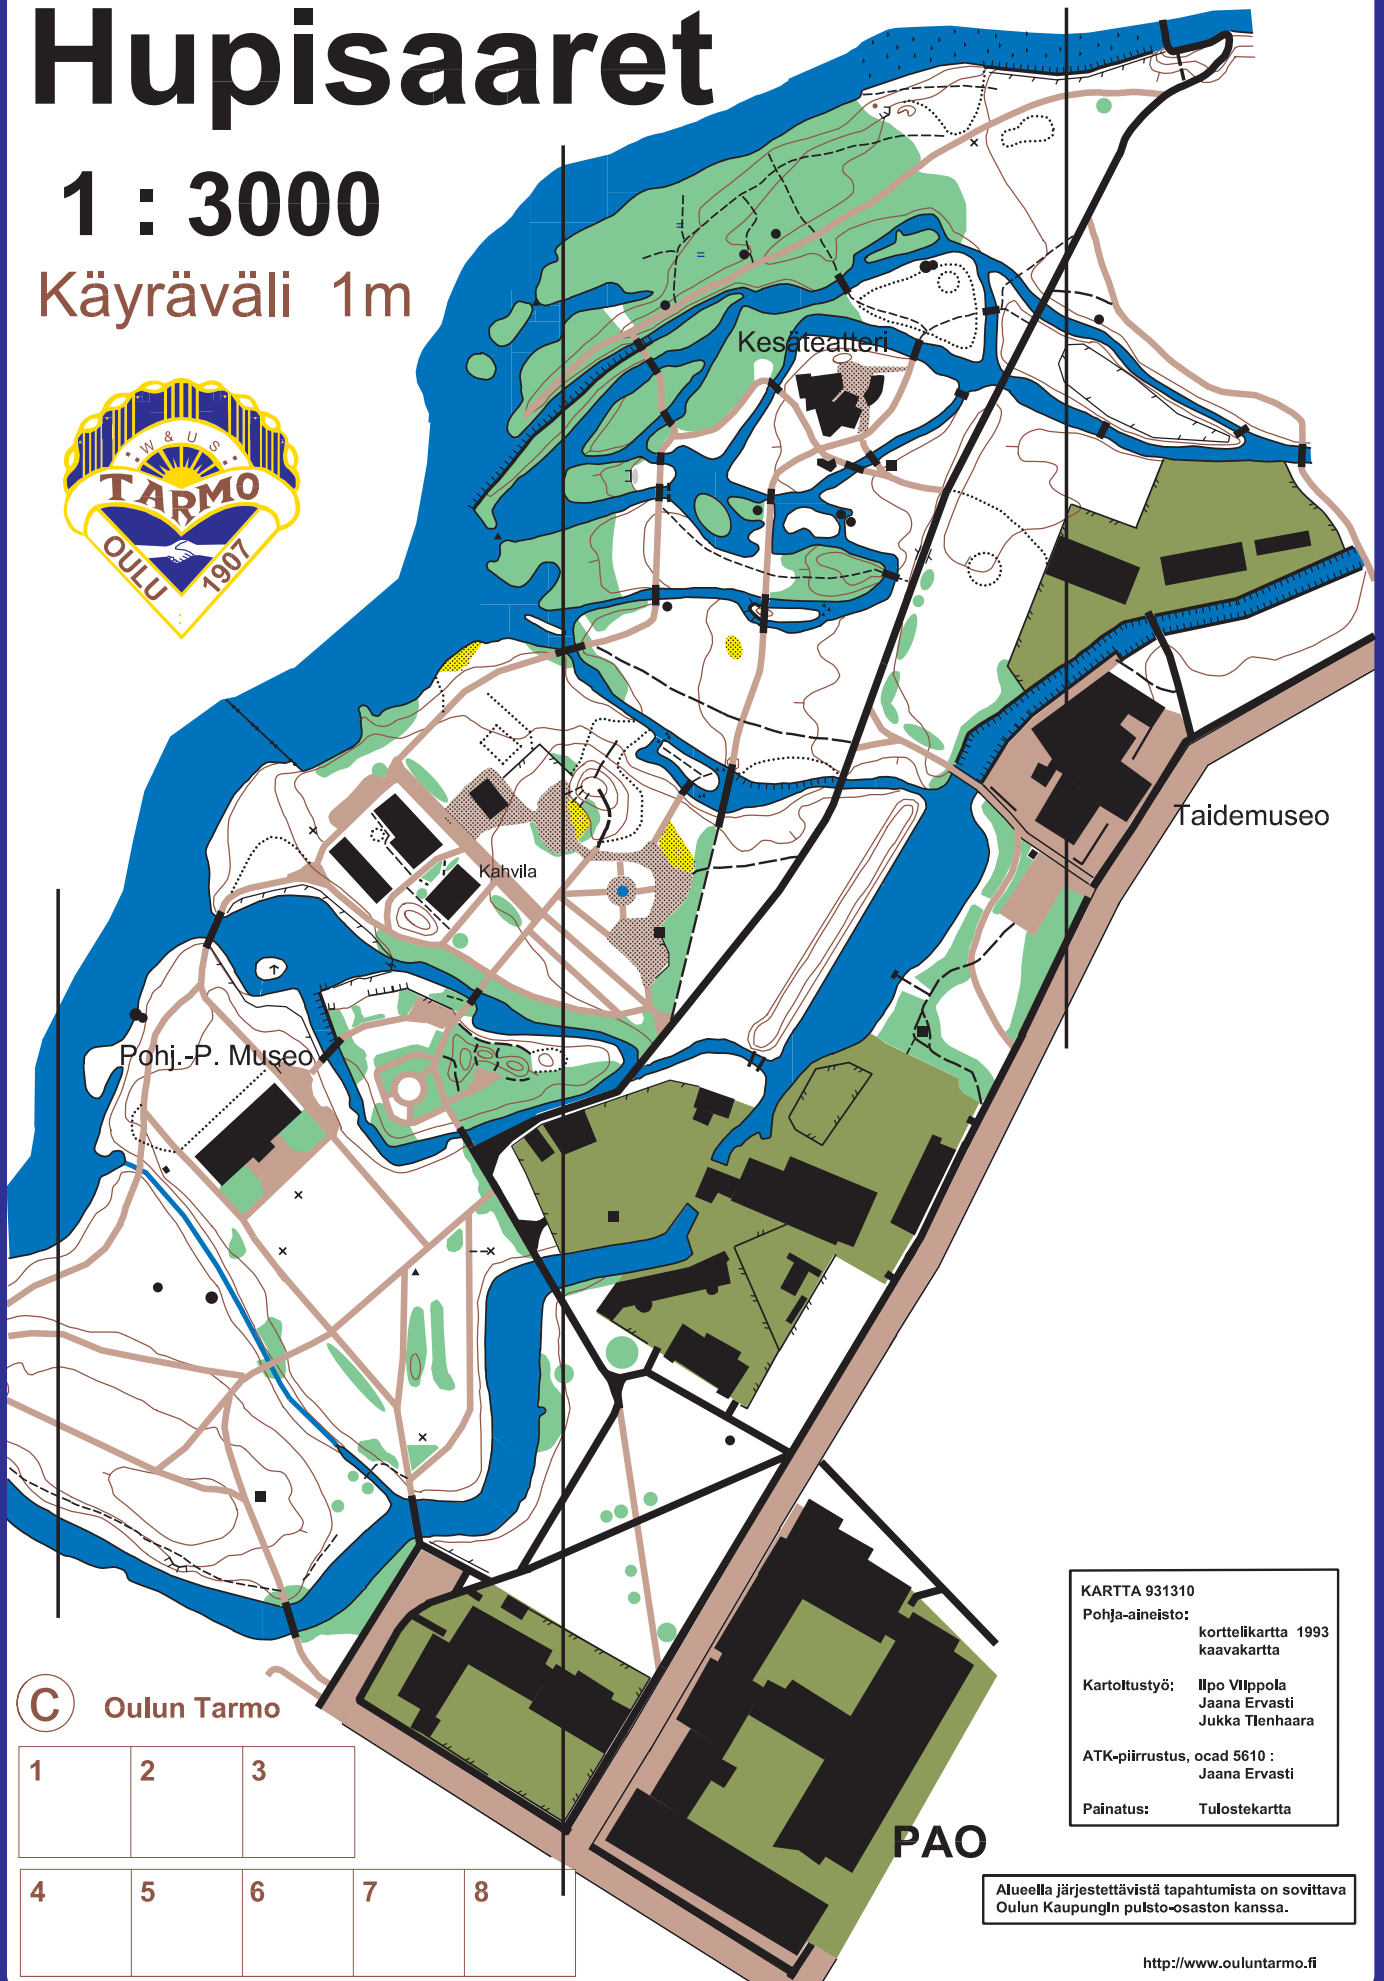 Hupisaaret
1 : 3000
Käyräväli 1m
W & U S
TARMO
OULU 1907
Kesäteatteri
Taidemuseo
Kahvila
Pohj.-P. Museo
KARTTA 931310
Pohja-aineisto:
korttelikartta 1993
kaavakartta
Kartoitustyö: Ilpo Viippola
Jaana Ervasti
Jukka Tienhaara
ATK-piirrustus, ocad 5610 :
Jaana Ervasti
Painatus: Tulostekartta
C Oulun Tarmo
1 2 3
4 5 6 7 8
PAO
Alueella järjestettävistä tapahtumista on sovittava
Oulun Kaupungin puisto-osaston kanssa.
http://www.ouluntarmo.fi